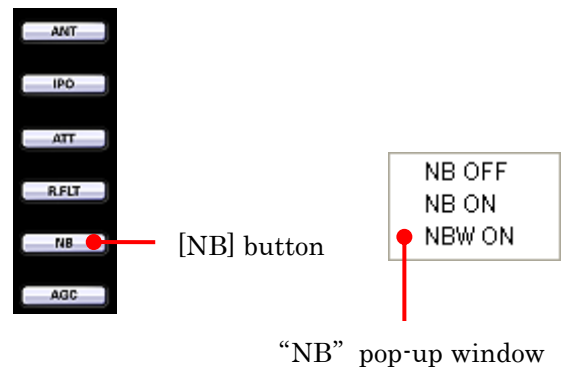 ANT
IPO
ATT
R.FLT
NB
[NB] button
AGC
NB OFF
NB ON
NBW ON
“NB” pop-up window